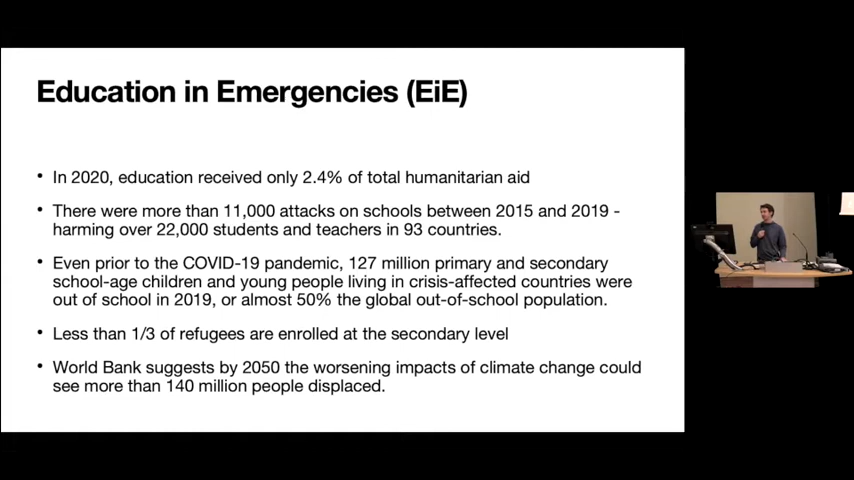 Education in Emergencies (EiE)
• In 2020, education received only 2.4% of total humanitarian aid
• There were more than 11,000 attacks on schools between 2015 and 2019 -
harming over 22,000 students and teachers in 93 countries.
• Even prior to the COVID-19 pandemic, 127 million primary and secondary
school-age children and young people living in crisis-affected countries were
out of school in 2019, or almost 50% the global out-of-school population.
• Less than 1/3 of refugees are enrolled at the secondary level
• World Bank suggests by 2050 the worsening impacts of climate change could
see more than 140 million people displaced.